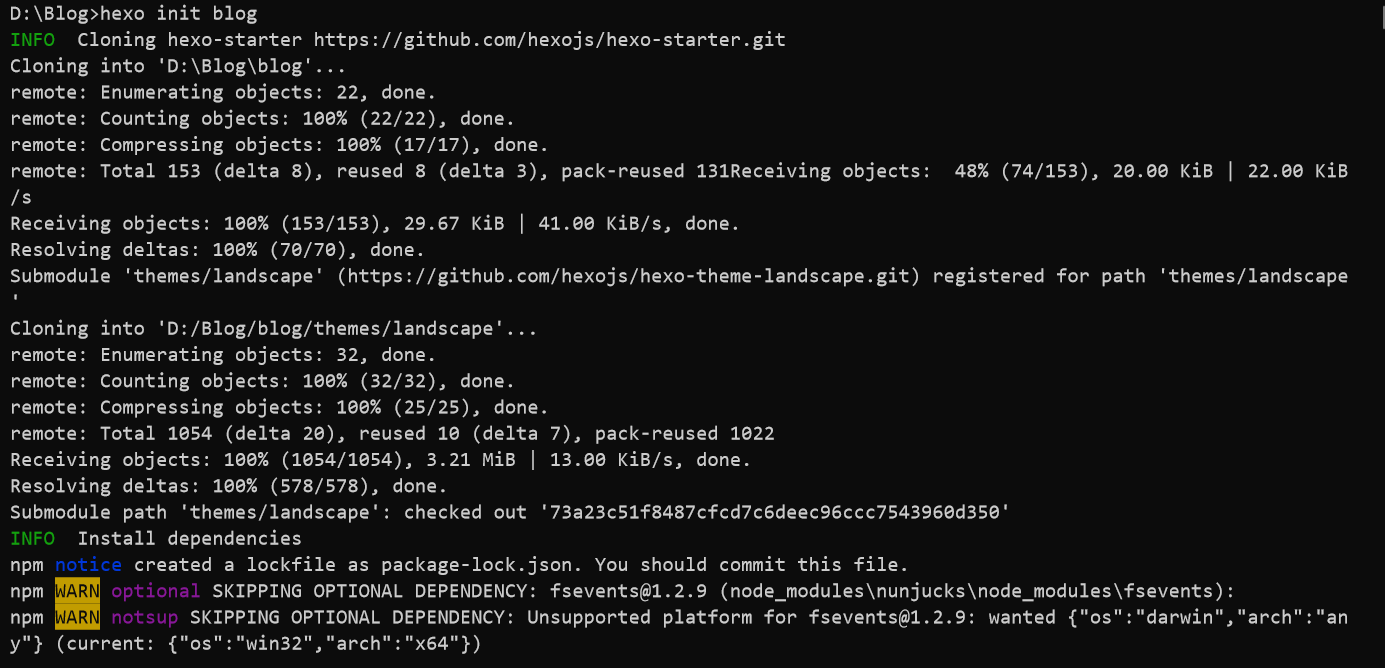 D:\Blog>hexo init blog
INFO  Cloning hexo-starter https://github.com/hexojs/hexo-starter.git
Cloning into 'D:\Blog\blog'...
remote: Enumerating objects: 22, done.
remote: Counting objects: 100% (22/22), done.
remote: Compressing objects: 100% (17/17), done.
remote: Total 153 (delta 8), reused 8 (delta 3), pack-reused 131Receiving objects:  48% (74/153), 20.00 KiB | 22.00 KiB
/s
Receiving objects: 100% (153/153), 29.67 KiB | 41.00 KiB/s, done.
Resolving deltas: 100% (70/70), done.
Submodule 'themes/landscape' (https://github.com/hexojs/hexo-theme-landscape.git) registered for path 'themes/landscape
'
Cloning into 'D:/Blog/blog/themes/landscape'...
remote: Enumerating objects: 32, done.
remote: Counting objects: 100% (32/32), done.
remote: Compressing objects: 100% (25/25), done.
remote: Total 1054 (delta 20), reused 10 (delta 7), pack-reused 1022
Receiving objects: 100% (1054/1054), 3.21 MiB | 13.00 KiB/s, done.
Resolving deltas: 100% (578/578), done.
Submodule path 'themes/landscape': checked out '73a23c51f8487cfcd7c6deec96ccc7543960d350'
INFO  Install dependencies
npm notice created a lockfile as package-lock.json. You should commit this file.
npm WARN optional SKIPPING OPTIONAL DEPENDENCY: fsevents@1.2.9 (node_modules\nunjucks\node_modules\fsevents):
npm WARN notsup SKIPPING OPTIONAL DEPENDENCY: Unsupported platform for fsevents@1.2.9: wanted {"os":"darwin","arch":"an
y"} (current: {"os":"win32","arch":"x64"})